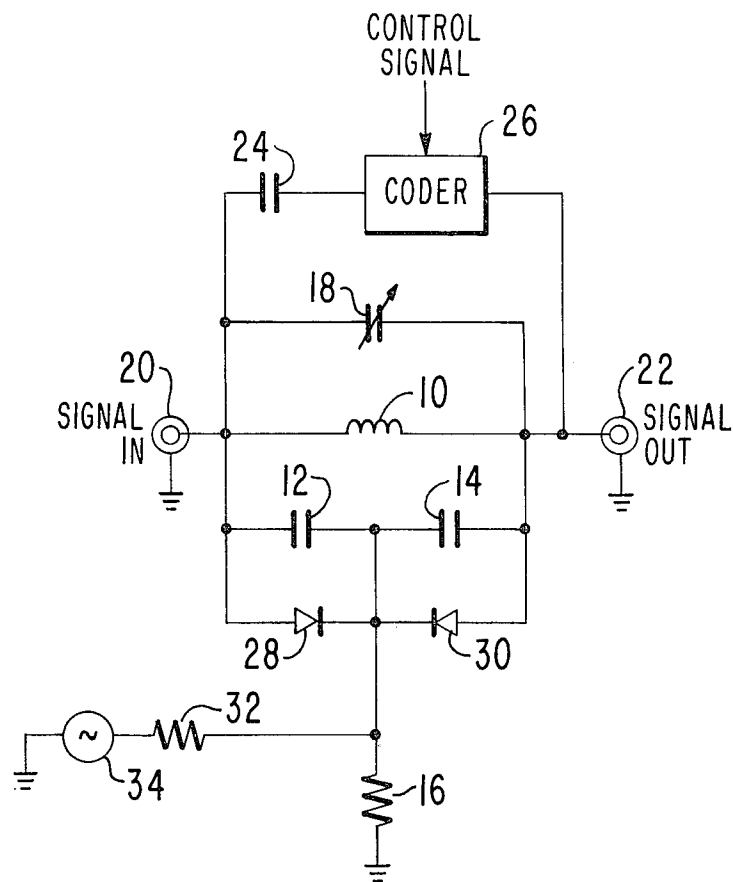 CONTROL
SIGNAL
26
24
CODER
18
20
10
22
SIGNAL
IN
SIGNAL
OUT
12
14
28
30
32
34
~
16